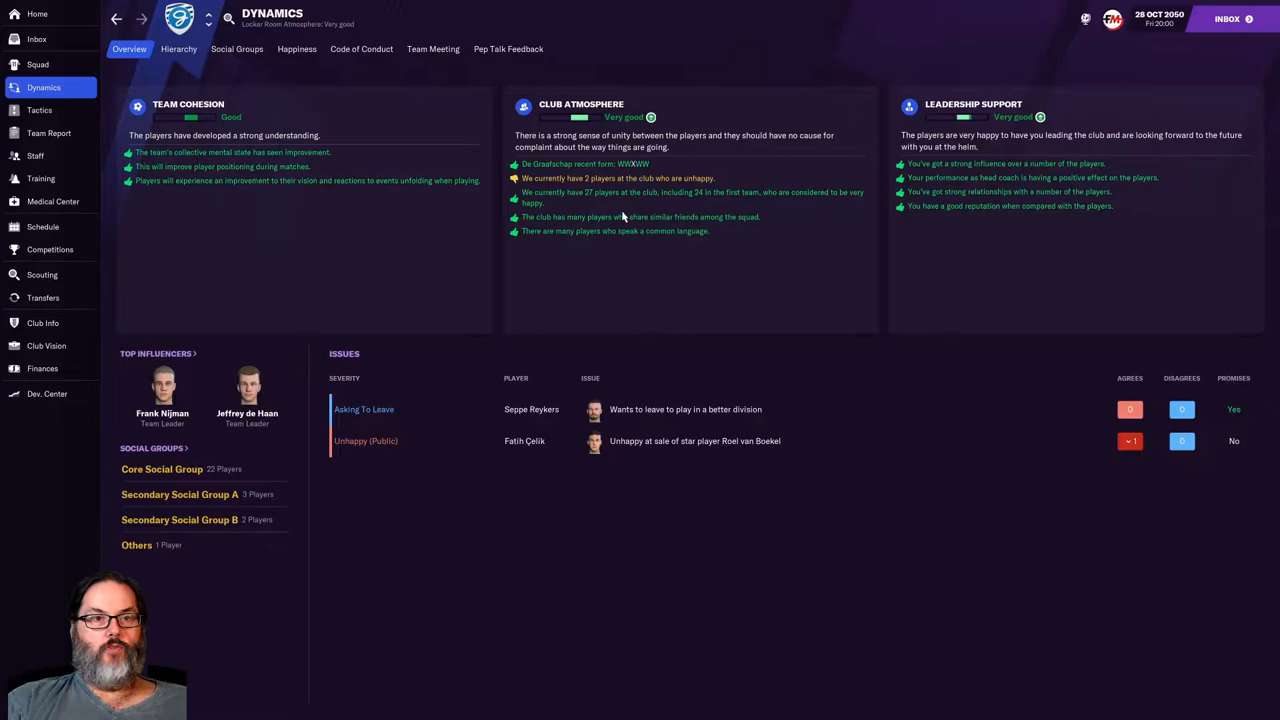 Home
Inbox
Squad
Dynamics
Tactics
Team Report
Staff
Training
Medical Center
Schedule
Competitions
Scouting
Transfers
Club Info
Club Vision
Finances
Dev. Center
DYNAMICS
Locker Room Atmosphere: Very good
FM
28 OCT 2050
Fri 20:00
INBOX
Overview
Hierarchy
Social Groups
Happiness
Code of Conduct
Team Meeting
Pep Talk Feedback
TEAM COHESION
Good
The players have developed a strong understanding.
The team's collective mental state has seen improvement.
This will improve player positioning during matches.
Players will experience an improvement to their vision and reactions to events unfolding when playing.
CLUB ATMOSPHERE
Very good
There is a strong sense of unity between the players and they should have no cause for
complaint about the way things are going.
De Graafschap recent form: WWXWW
We currently have 2 players at the club who are unhappy.
We currently have 27 players at the club, including 24 in the first team, who are considered to be very
happy.
The club has many players who share similar friends among the squad.
There are many players who speak a common language.
LEADERSHIP SUPPORT
Very good
The players are very happy to have you leading the club and are looking forward to the future
with you at the helm.
You've got a strong influence over a number of the players.
Your performance as head coach is having a positive effect on the players.
You've got strong relationships with a number of the players.
You have a good reputation when compared with the players.
TOP INFLUENCERS >
Frank Nijman
Team Leader
Jeffrey de Haan
Team Leader
SOCIAL GROUPS >
Core Social Group 22 Players
Secondary Social Group A 3 Players
Secondary Social Group B 2 Players
Others 1 Player
ISSUES
SEVERITY PLAYER ISSUE AGREES DISAGREES PROMISES
Asking To Leave Seppe Reykers Wants to leave to play in a better division 0 0 Yes
Unhappy (Public) Fatih Çelik Unhappy at sale of star player Roel van Boekel 1 0 No